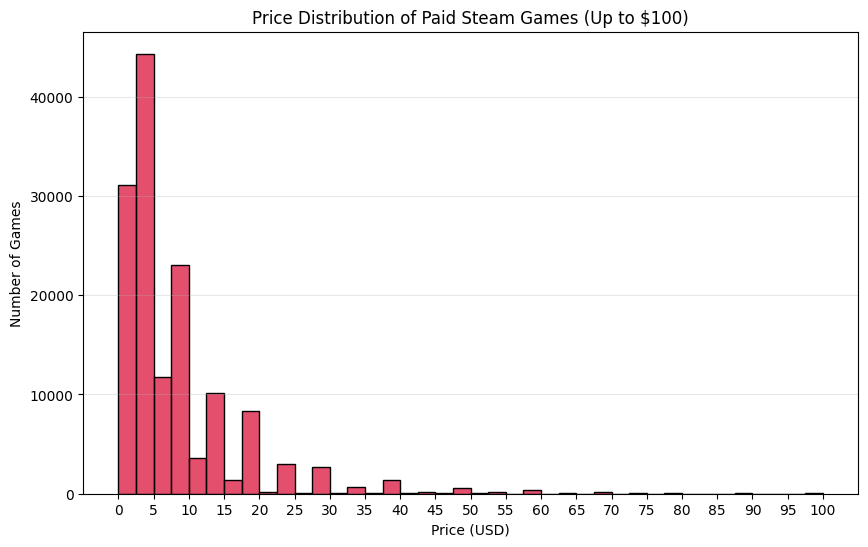 Price Distribution of Paid Steam Games (Up to $100)
40000
30000
20000
10000
0
Number of Games
0 5 10 15 20 25 30 35 40 45 50 55 60 65 70 75 80 85 90 95 100
Price (USD)